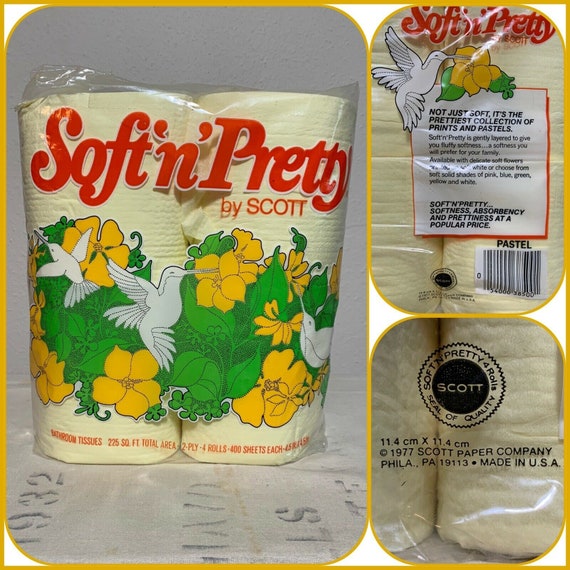 Soft'n'Pretty
by SCOTT
BATHROOM TISSUES 225 SQ. FT. TOTAL AREA 2-PLY-4 ROLLS-400 SHEETS EACH
1932
Soft'n'Pretty
by SCOTT
NOT JUST SOFT, IT'S THE
PRETTIEST COLLECTION OF
PRINTS AND PASTELS.
Soft'n'Pretty is gently layered to give
you fluffy softness... a softness you
will prefer for your family.
Available with delicate soft flowers
white or choose from
soft solid shades of pink, blue, green,
yellow and white.
SOFT'N'PRETTY...
SOFTNESS, ABSORBENCY
AND PRETTINESS AT A
POPULAR PRICE.
PASTEL
0 54000 38500
SOFT'N PRETTY 4 Rolls
SCOTT
SEAL OF QUALITY
11.4 cm X 11.4 cm
© 1977 SCOTT PAPER COMPANY
PHILA., PA 19113 • MADE IN U.S.A.